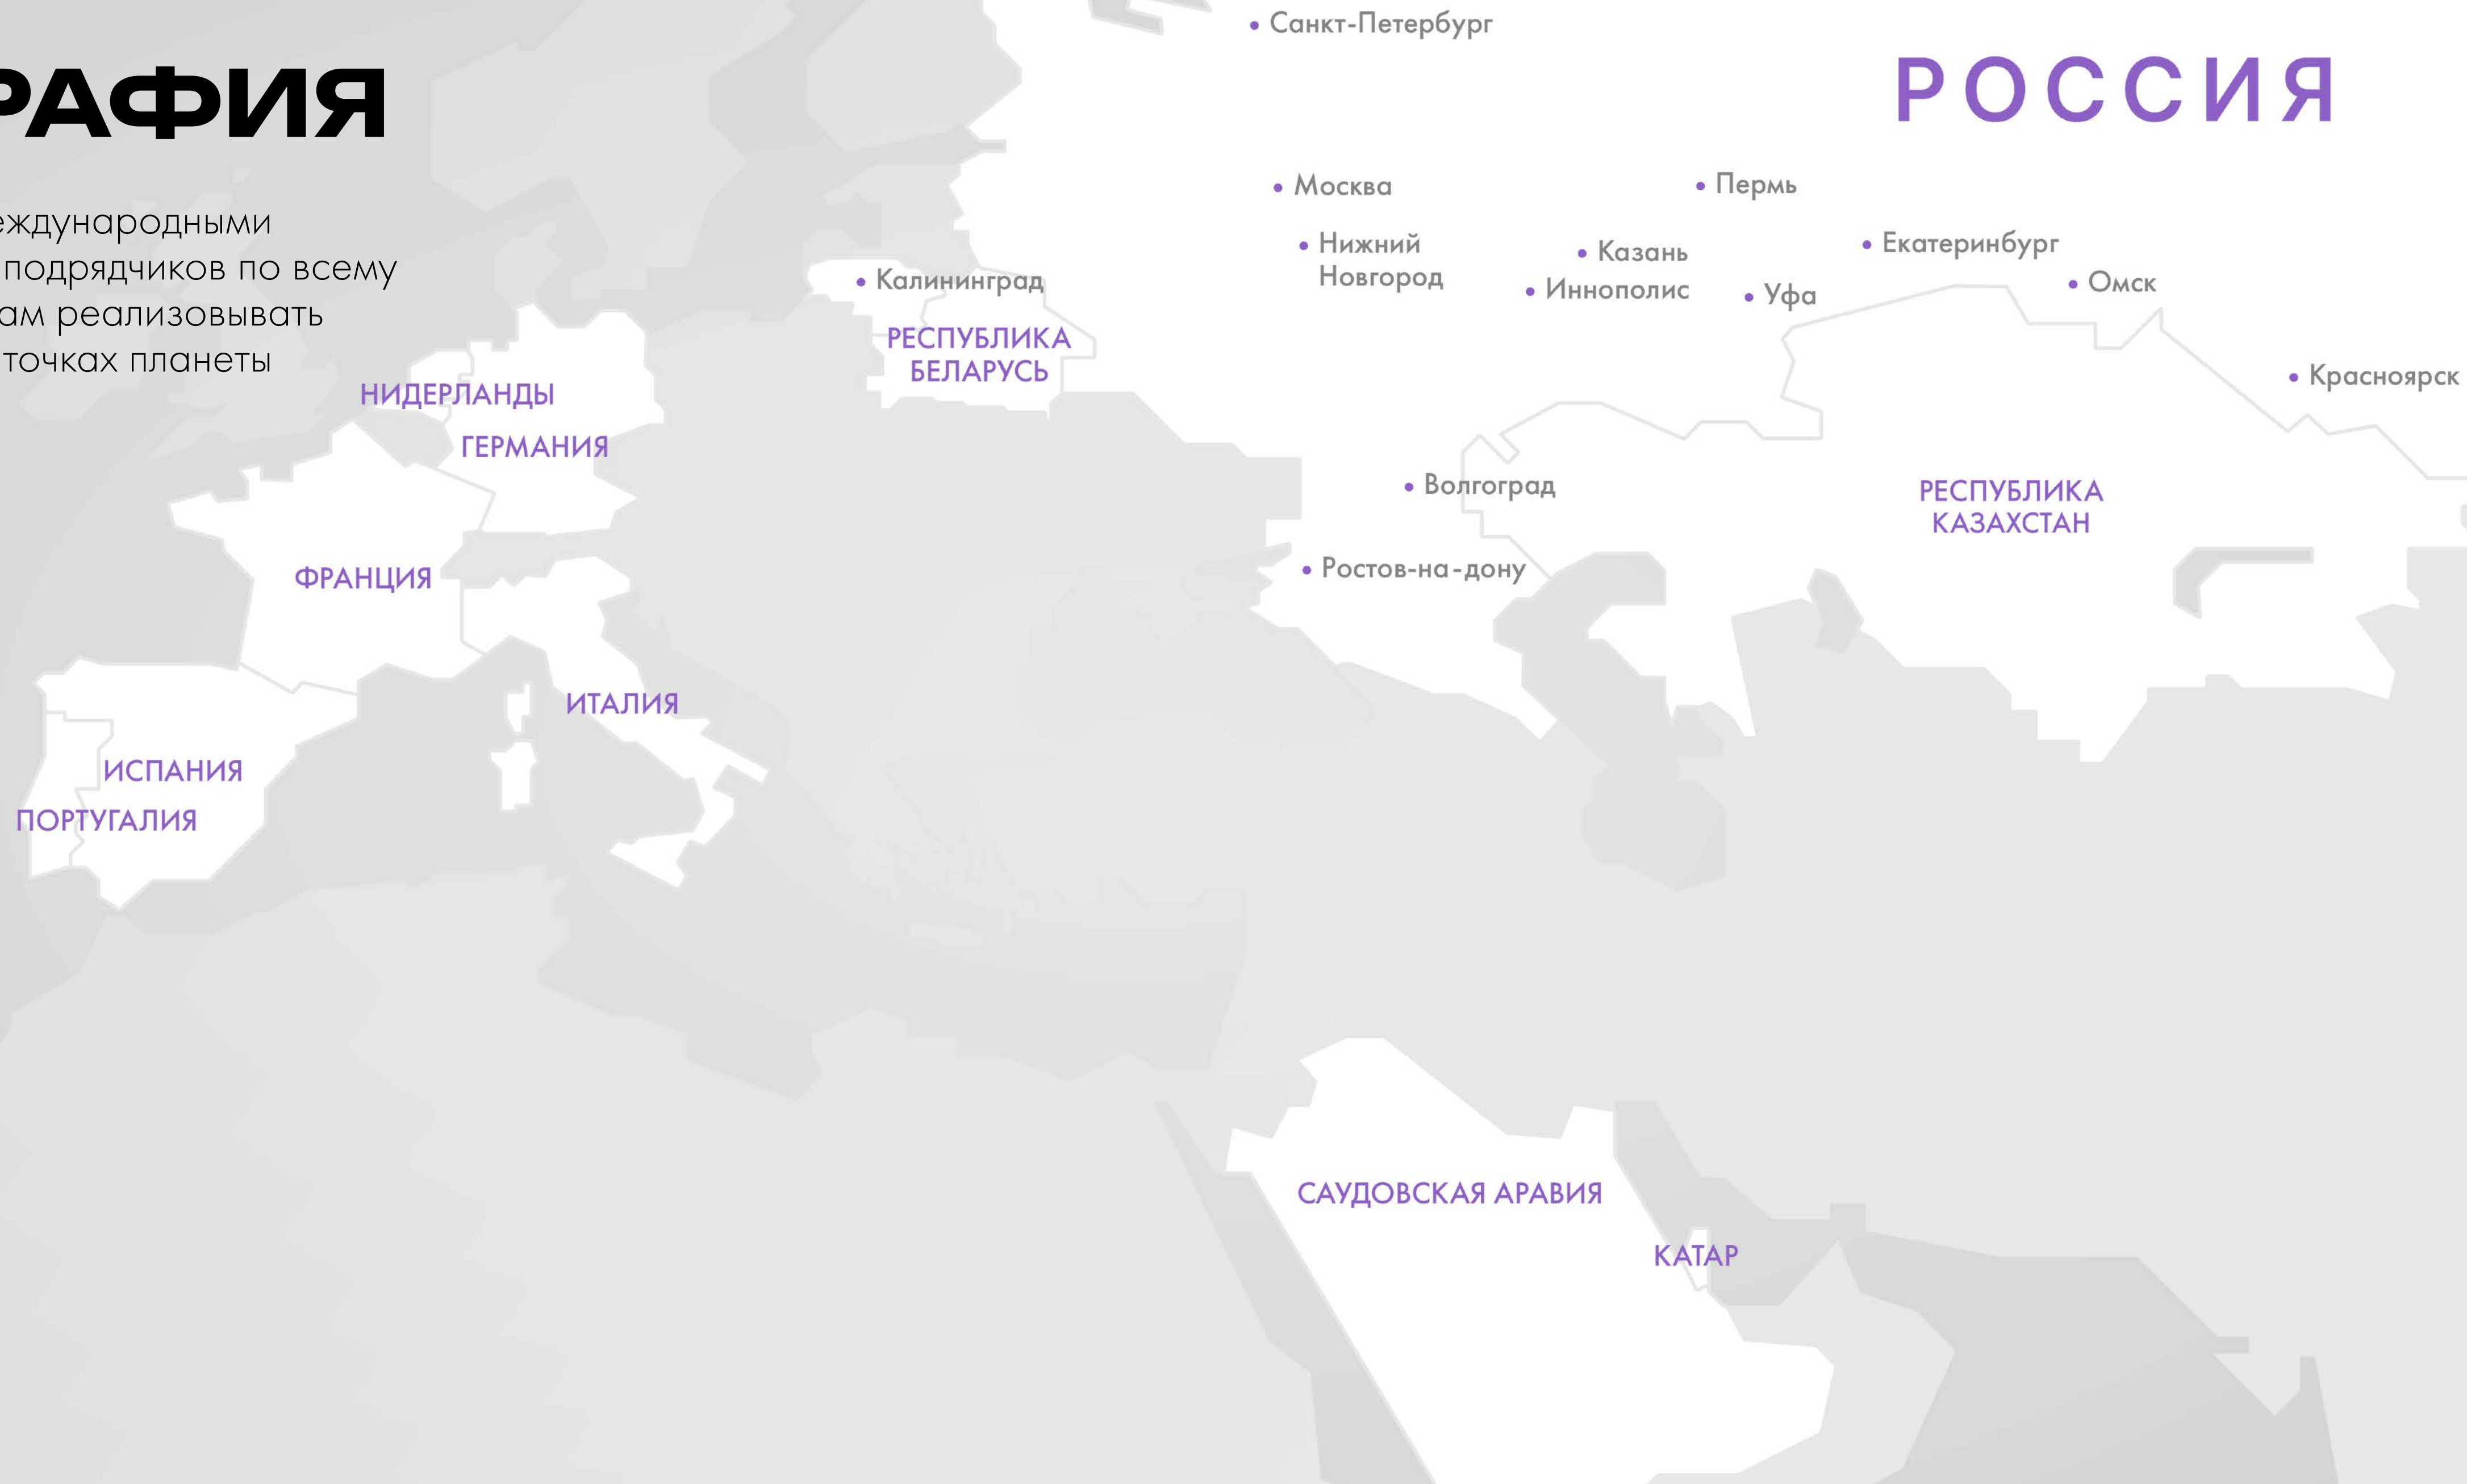 РАФИЯ
еждународными
подрядчиков по всему
ам реализовывать
точках планеты
РОССИЯ
Санкт-Петербург
Москва
Пермь
Нижний
Новгород
Казань
Екатеринбург
Калининград
Иннополис
Уфа
Омск
РЕСПУБЛИКА
БЕЛАРУСЬ
Красноярск
НИДЕРЛАНДЫ
ГЕРМАНИЯ
Волгоград
РЕСПУБЛИКА
КАЗАХСТАН
ФРАНЦИЯ
Ростов-на-дону
ИТАЛИЯ
ИСПАНИЯ
ПОРТУГАЛИЯ
САУДОВСКАЯ АРАВИЯ
КАТАР